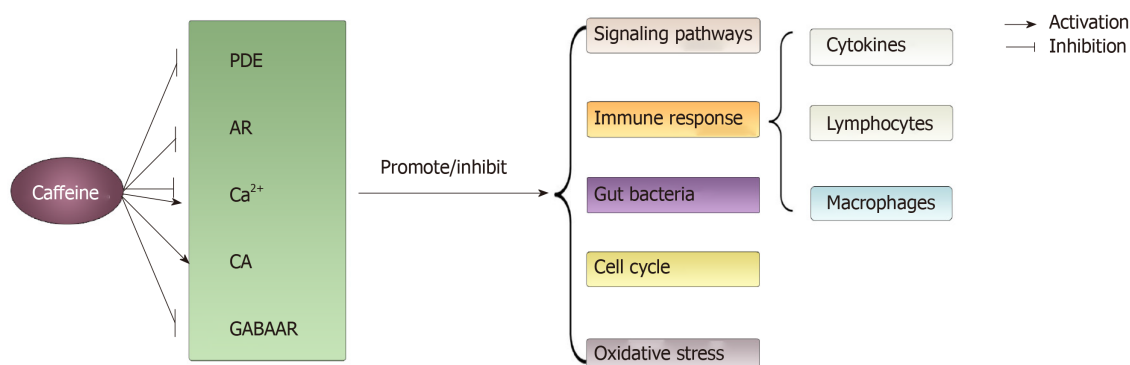 Caffeine
PDE
AR
Ca²⁺
CA
GABAAR
Promote/inhibit
Signaling pathways
Immune response
Gut bacteria
Cell cycle
Oxidative stress
Cytokines
Lymphocytes
Macrophages
Activation
Inhibition